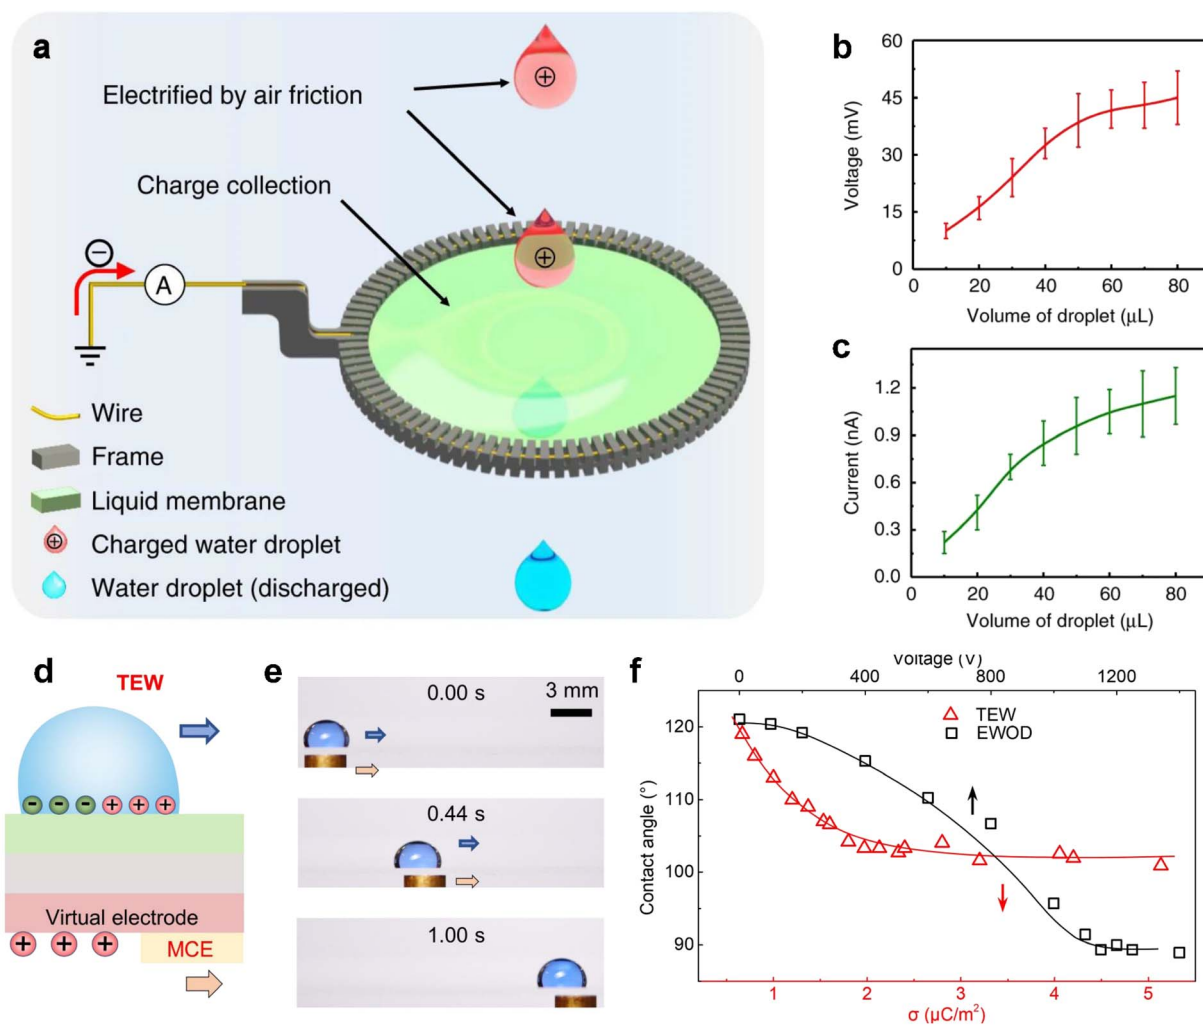 a
Electrified by air friction
+
Charge collection
+
−
A
Wire
Frame
Liquid membrane
+ Charged water droplet
Water droplet (discharged)
b
60
45
30
15
0
Voltage (mV)
0 20 40 60 80
Volume of droplet (μL)
c
1.2
0.9
0.6
0.3
0.0
Current (nA)
0 20 40 60 80
Volume of droplet (μL)
d
TEW
− − − + + +
Virtual electrode
+ + +
MCE
e
0.00 s
3 mm
0.44 s
1.00 s
f
Voltage (V)
0 400 800 1200
TEW
EWOD
120
110
100
90
Contact angle (°)
1 2 3 4 5
σ (μC/m²)